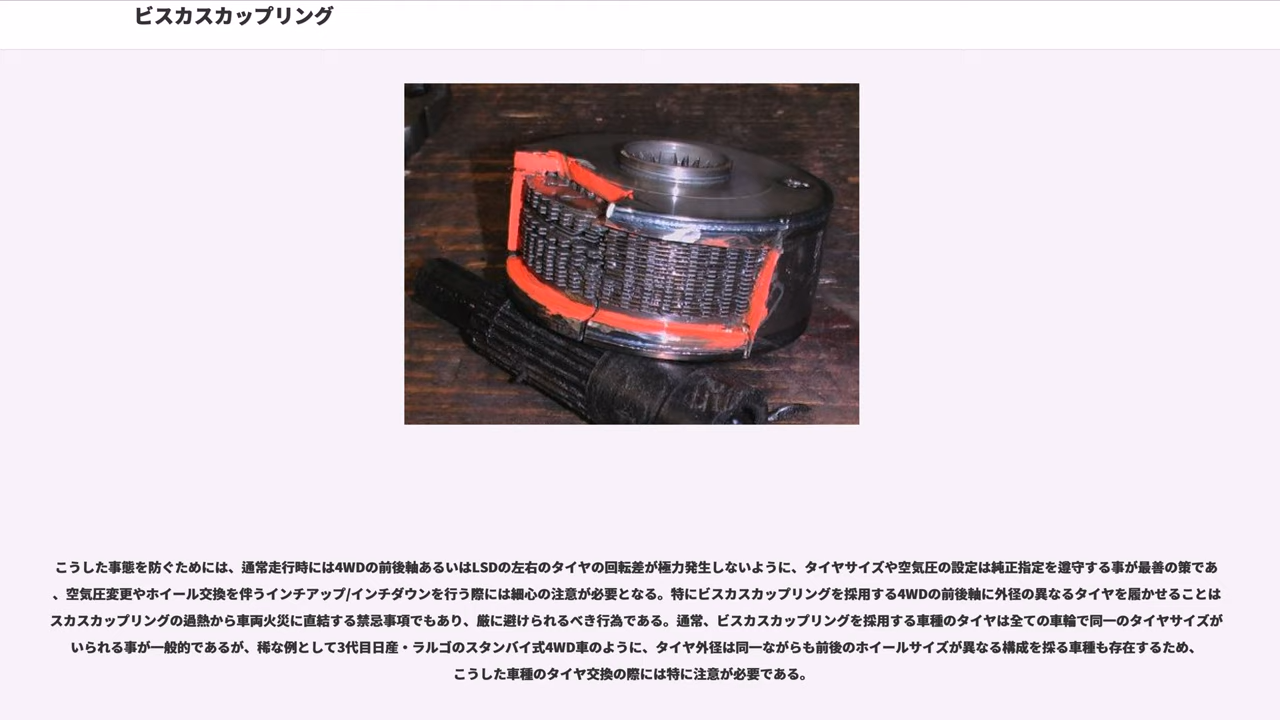 ビスカスカップリング
こうした事態を防ぐためには、通常走行時には4WDの前後軸あるいはLSDの左右のタイヤの回転差が極力発生しないように、タイヤサイズや空気圧の設定は純正指定を遵守する事が最善の策であ
、空気圧変更やホイール交換を伴うインチアップ/インチダウンを行う際には細心の注意が必要となる。特にビスカスカップリングを採用する4WDの前後軸に外径の異なるタイヤを履かせることは
スカスカップリングの過熱から車両火災に直結する禁忌事項でもあり、厳に避けられるべき行為である。通常、ビスカスカップリングを採用する車種のタイヤは全ての車輪で同一のタイヤサイズが
いられる事が一般的であるが、稀な例として3代目日産・ラルゴのスタンバイ式4WD車のように、タイヤ外径は同一ながらも前後のホイールサイズが異なる構成を採る車種も存在するため、
こうした車種のタイヤ交換の際には特に注意が必要である。